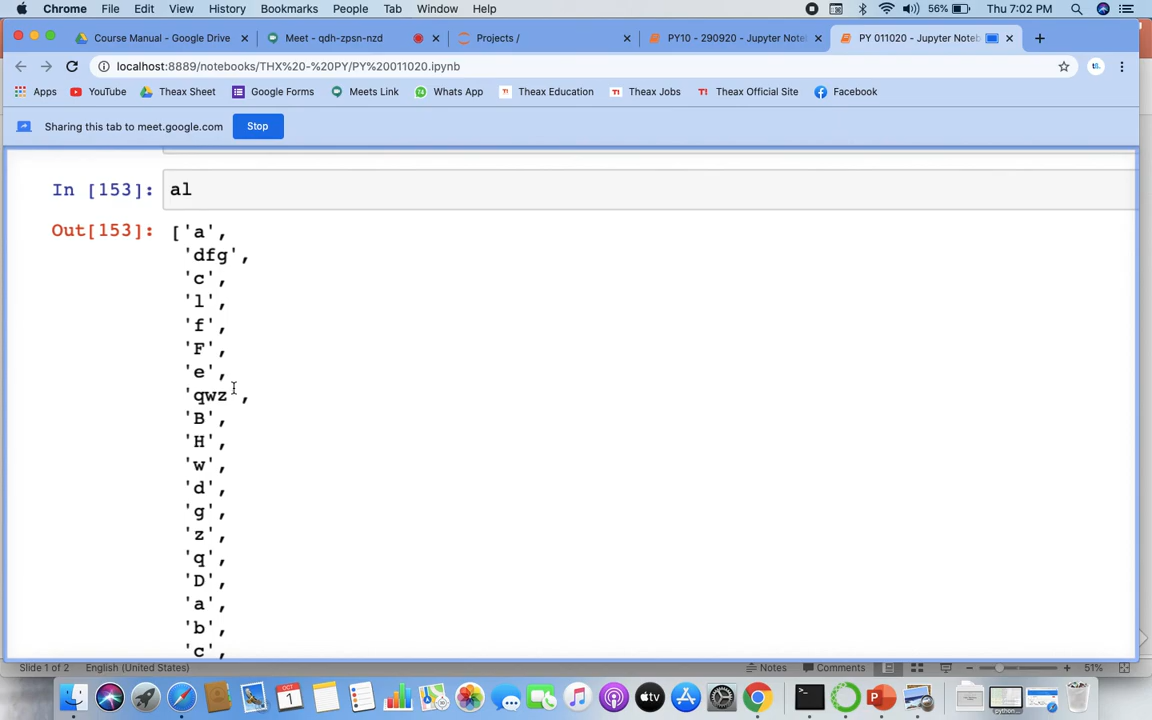 Chrome File Edit View History Bookmarks People Tab Window Help 56% Thu 7:02 PM
Course Manual - Google Drive Meet - qdh-zpsn-nzd Projects / PY10 - 290920 - Jupyter Note PY 011020 - Jupyter Noteb
localhost:8889/notebooks/THX%20-%20PY/PY%20011020.ipynb
Apps YouTube Theax Sheet Google Forms Meets Link Whats App Theax Education Theax Jobs Theax Official Site Facebook
Sharing this tab to meet.google.com Stop
In [153]: al
Out[153]: ['a',
'dfg',
'c',
'l',
'f',
'F',
'e',
'qwz',
'B',
'H',
'w',
'd',
'g',
'z',
'q',
'D',
'a',
'b',
'c',
Slide 1 of 2 English (United States) Notes Comments 51%
OCT
1